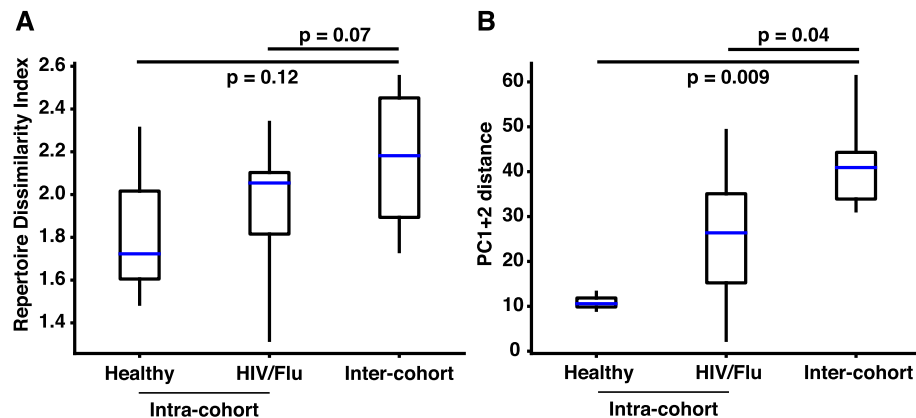 A
p = 0.07
p = 0.12
Repertoire Dissimilarity Index
2.6
2.4
2.2
2.0
1.8
1.6
1.4
Healthy HIV/Flu Inter-cohort
Intra-cohort
B
p = 0.04
p = 0.009
PC1+2 distance
60
50
40
30
20
10
0
Healthy HIV/Flu Inter-cohort
Intra-cohort